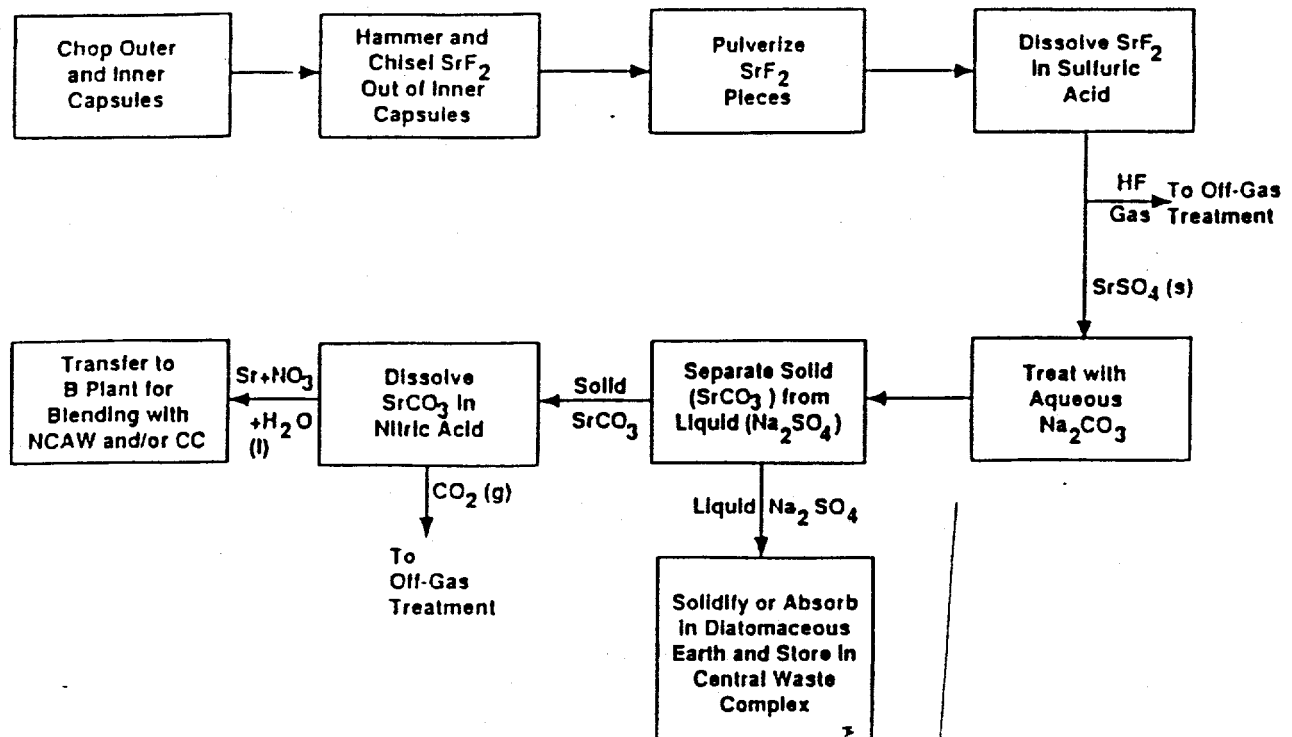 Chop Outer
and Inner
Capsules
Hammer and
Chisel SrF2
Out of Inner
Capsules
Pulverize
SrF2
Pieces
Dissolve SrF2
in Sulfuric
Acid
HF
Gas
To Off-Gas
Treatment
SrSO4 (s)
Treat with
Aqueous
Na2CO3
Separate Solid
(SrCO3) from
Liquid (Na2SO4)
Solid
SrCO3
Dissolve
SrCO3 in
Nitric Acid
Sr+NO3
+H2O
(l)
Transfer to
B Plant for
Blending with
NCAW and/or CC
CO2 (g)
To
Off-Gas
Treatment
Liquid Na2SO4
Solidify or Absorb
in Diatomaceous
Earth and Store in
Central Waste
Complex